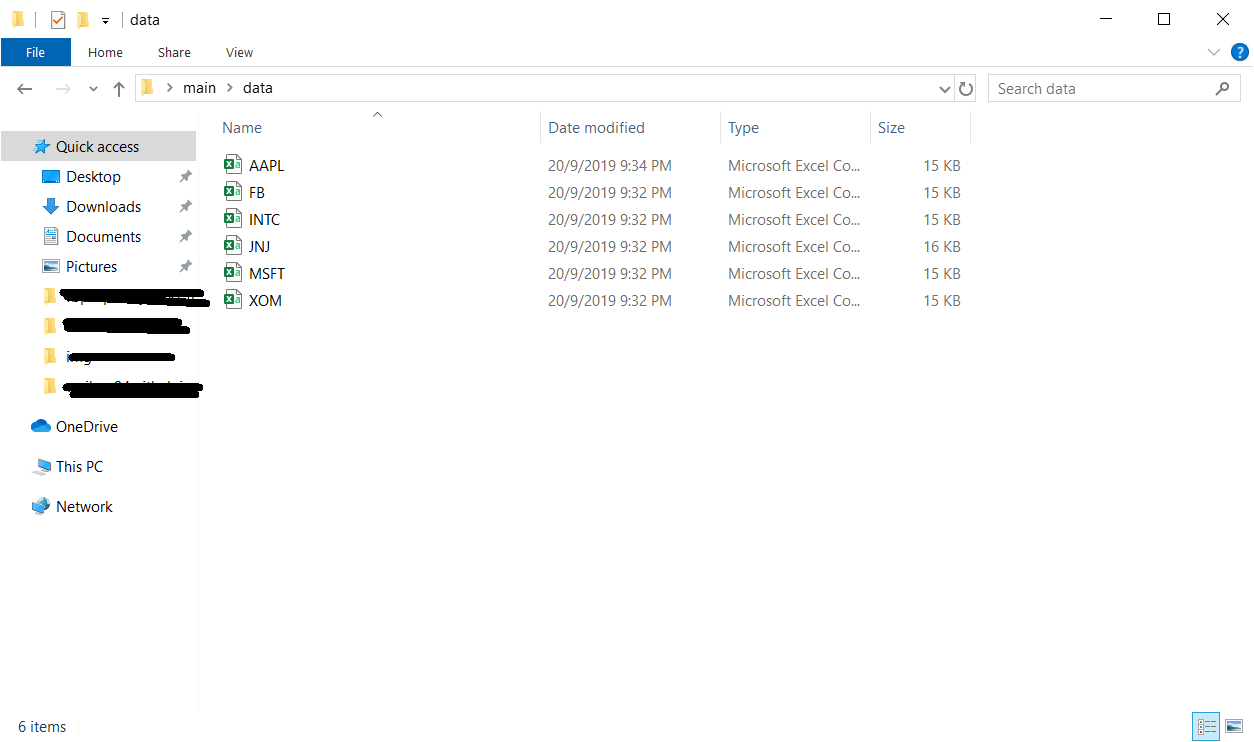 data
File Home Share View
main data
Search data
Name Date modified Type Size
Quick access
Desktop
Downloads
Documents
Pictures
OneDrive
This PC
Network
AAPL 20/9/2019 9:34 PM Microsoft Excel Co... 15 KB
FB 20/9/2019 9:32 PM Microsoft Excel Co... 15 KB
INTC 20/9/2019 9:32 PM Microsoft Excel Co... 15 KB
JNJ 20/9/2019 9:32 PM Microsoft Excel Co... 16 KB
MSFT 20/9/2019 9:32 PM Microsoft Excel Co... 15 KB
XOM 20/9/2019 9:32 PM Microsoft Excel Co... 15 KB
6 items